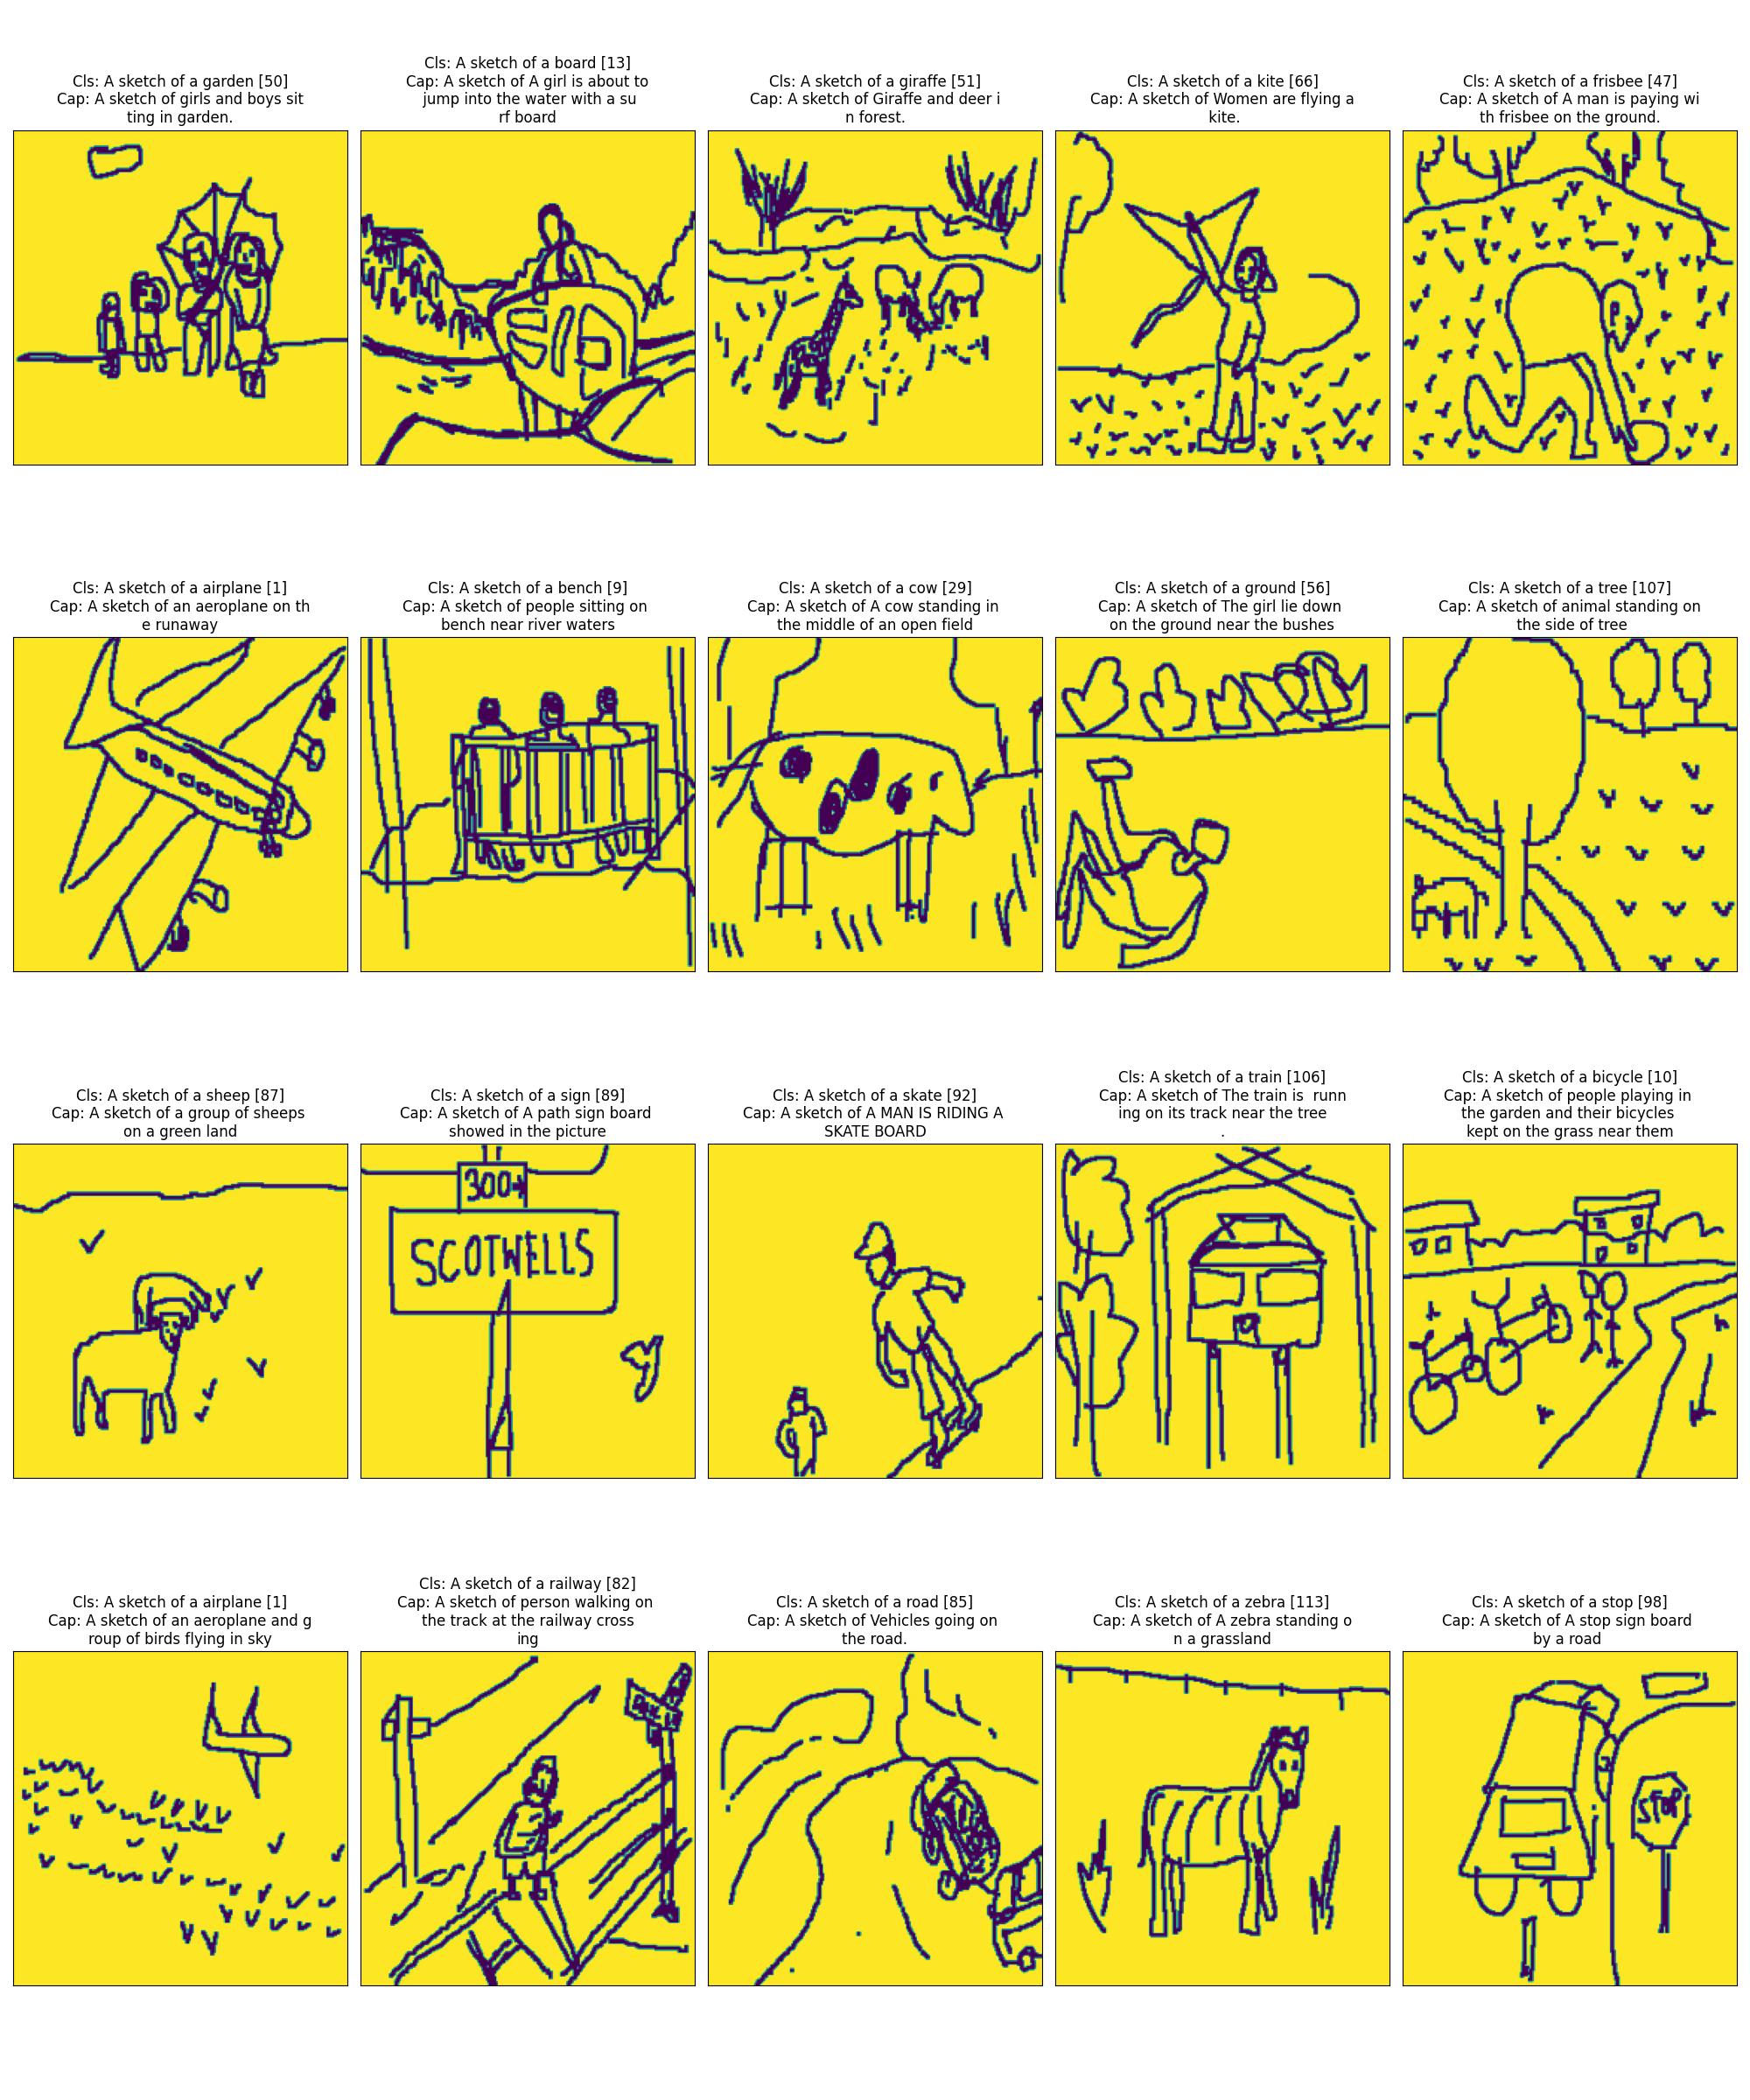 Cls: A sketch of a garden [50]
Cap: A sketch of girls and boys sit
ting in garden.
Cls: A sketch of a board [13]
Cap: A sketch of A girl is about to
jump into the water with a su
rf board
Cls: A sketch of a giraffe [51]
Cap: A sketch of Giraffe and deer i
n forest.
Cls: A sketch of a kite [66]
Cap: A sketch of Women are flying a
kite.
Cls: A sketch of a frisbee [47]
Cap: A sketch of A man is paying wi
th frisbee on the ground.
Cls: A sketch of a airplane [1]
Cap: A sketch of an aeroplane on th
e runaway
Cls: A sketch of a bench [9]
Cap: A sketch of people sitting on
bench near river waters
Cls: A sketch of a cow [29]
Cap: A sketch of A cow standing in
the middle of an open field
Cls: A sketch of a ground [56]
Cap: A sketch of The girl lie down
on the ground near the bushes
Cls: A sketch of a tree [107]
Cap: A sketch of animal standing on
the side of tree
Cls: A sketch of a sheep [87]
Cap: A sketch of a group of sheeps
on a green land
Cls: A sketch of a sign [89]
Cap: A sketch of A path sign board
showed in the picture
300
SCOTWELLS
Cls: A sketch of a skate [92]
Cap: A sketch of A MAN IS RIDING A
SKATE BOARD
Cls: A sketch of a train [106]
Cap: A sketch of The train is  runn
ing on its track near the tree
.
Cls: A sketch of a bicycle [10]
Cap: A sketch of people playing in
the garden and their bicycles
kept on the grass near them
Cls: A sketch of a airplane [1]
Cap: A sketch of an aeroplane and g
roup of birds flying in sky
Cls: A sketch of a railway [82]
Cap: A sketch of person walking on
the track at the railway cross
ing
Cls: A sketch of a road [85]
Cap: A sketch of Vehicles going on
the road.
Cls: A sketch of a zebra [113]
Cap: A sketch of A zebra standing o
n a grassland
Cls: A sketch of a stop [98]
Cap: A sketch of A stop sign board
by a road
STOP